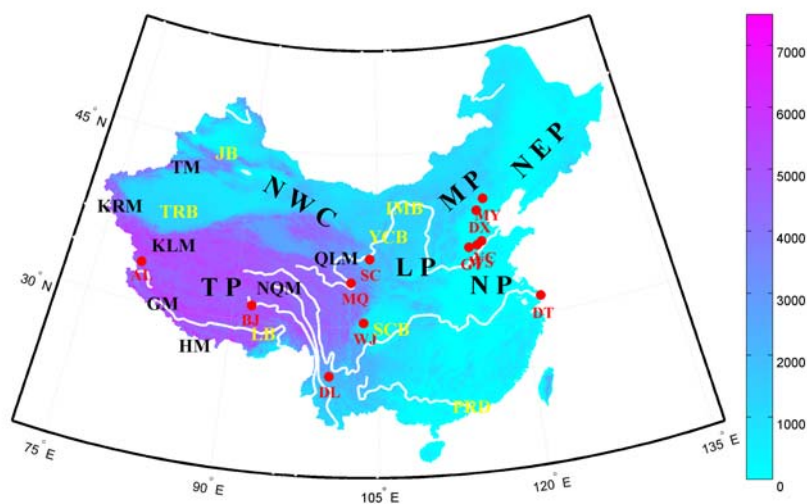 45 °N
30 °N
75 °E
90 °E
105 °E
120 °E
135 °E
JB
TM
KRM
TRB
KLM
NWC
QLM
TP
NQM
GM
LB
HM
BJ
MQ
SC
WJ
SCB
DL
PRD
IMB
YCB
LP
MP
NEP
MY
DX
NP
DT
7000
6000
5000
4000
3000
2000
1000
0